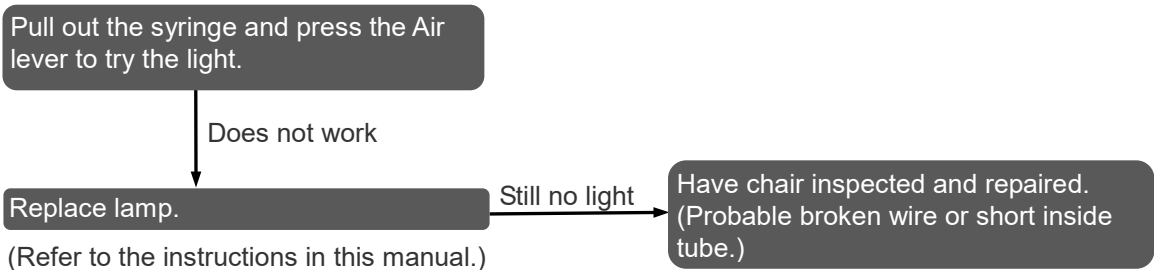 Pull out the syringe and press the Air
lever to try the light.
Does not work
Replace lamp.
(Refer to the instructions in this manual.)
Still no light
Have chair inspected and repaired.
(Probable broken wire or short inside
tube.)